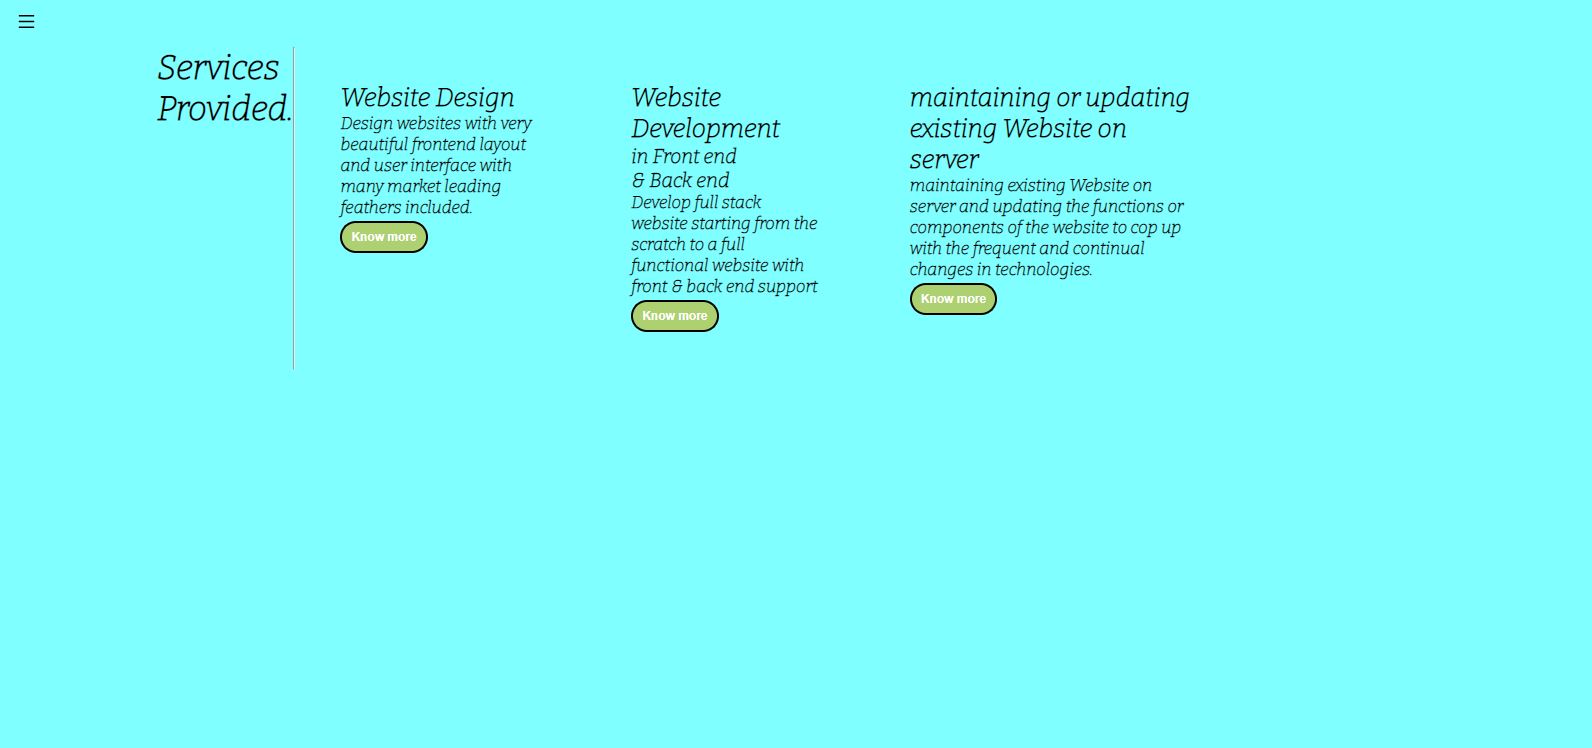 Services
Provided.
Website Design
Design websites with very
beautiful frontend layout
and user interface with
many market leading
feathers included.
Know more
Website
Development
in Front end
& Back end
Develop full stack
website starting from the
scratch to a full
functional website with
front & back end support
Know more
maintaining or updating
existing Website on
server
maintaining existing Website on
server and updating the functions or
components of the website to cop up
with the frequent and continual
changes in technologies.
Know more